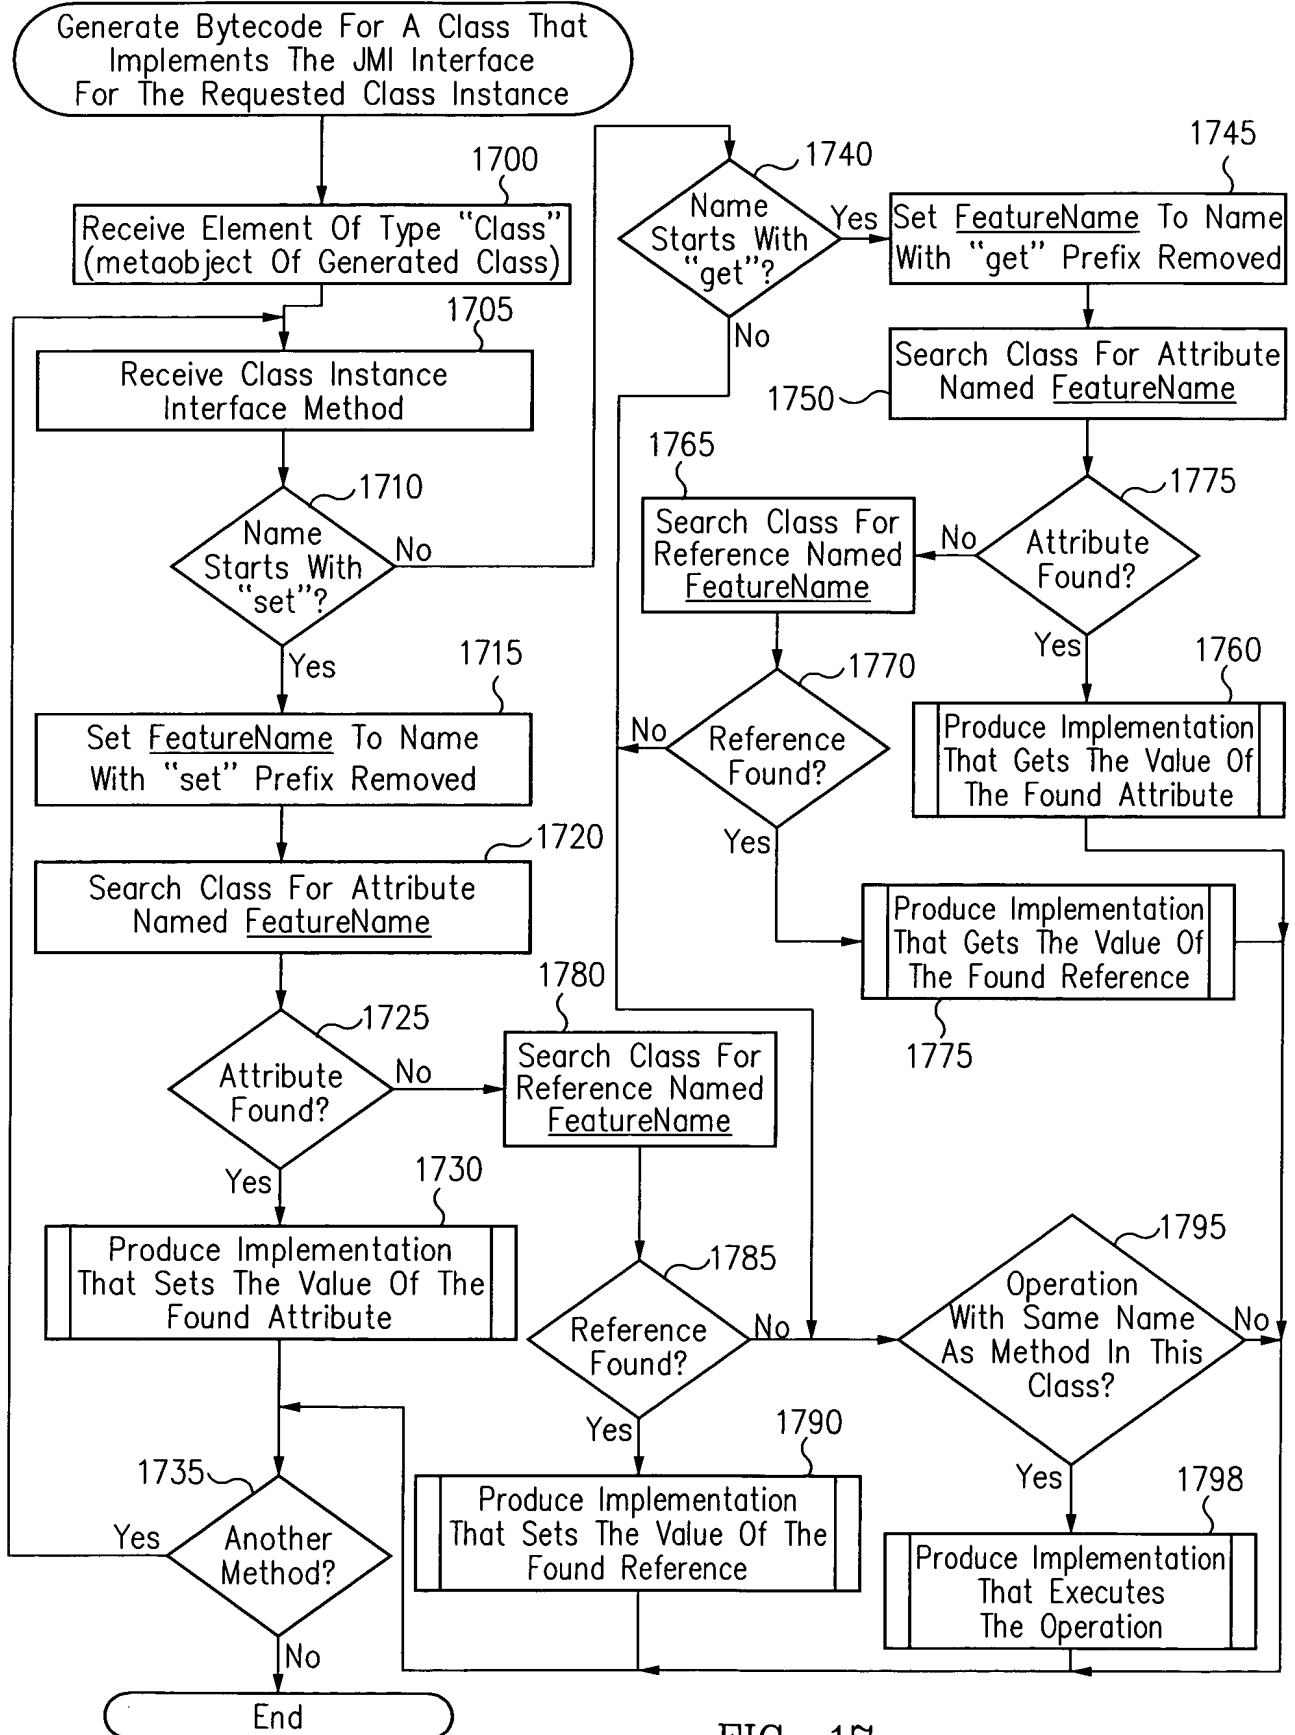 Generate Bytecode For A Class That
Implements The JMI Interface
For The Requested Class Instance
1700
Receive Element Of Type "Class"
(metaobject Of Generated Class)
1705
Receive Class Instance
Interface Method
1710
Name
Starts With
"set"?
No
Yes
1715
Set FeatureName To Name
With "set" Prefix Removed
1720
Search Class For Attribute
Named FeatureName
1725
Attribute
Found?
No
Yes
1730
Produce Implementation
That Sets The Value Of The
Found Attribute
1735
Another
Method?
Yes
No
End
1740
Name
Starts With
"get"?
Yes
No
1745
Set FeatureName To Name
With "get" Prefix Removed
1750
Search Class For Attribute
Named FeatureName
1775
Attribute
Found?
No
Yes
1760
Produce Implementation
That Gets The Value Of
The Found Attribute
1765
Search Class For
Reference Named
FeatureName
1770
Reference
Found?
No
Yes
Produce Implementation
That Gets The Value Of
The Found Reference
1775
1780
Search Class For
Reference Named
FeatureName
1785
Reference
Found?
No
Yes
1790
Produce Implementation
That Sets The Value Of The
Found Reference
1795
Operation
With Same Name
As Method In This
Class?
No
Yes
1798
Produce Implementation
That Executes
The Operation
FIG. 17